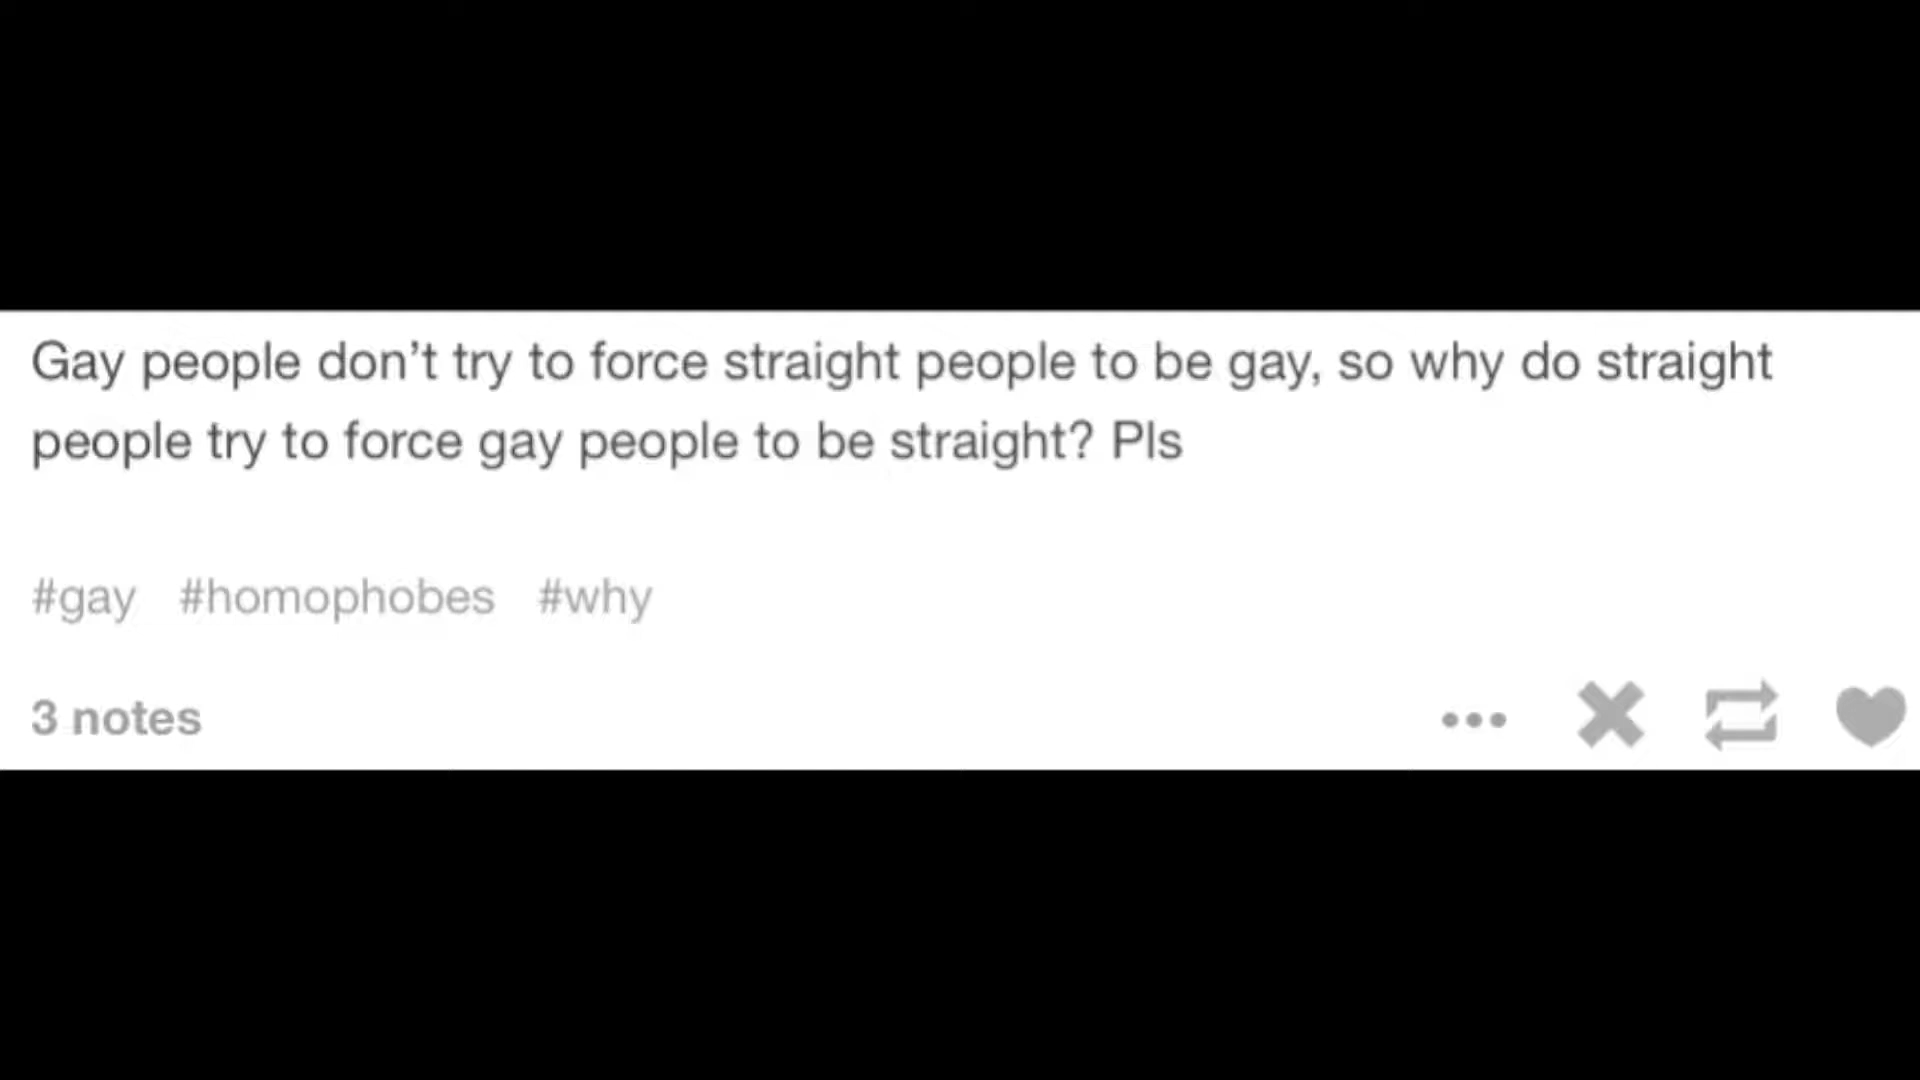 Gay people don’t try to force straight people to be gay, so why do straight
people try to force gay people to be straight? Pls
#gay #homophobes #why
3 notes